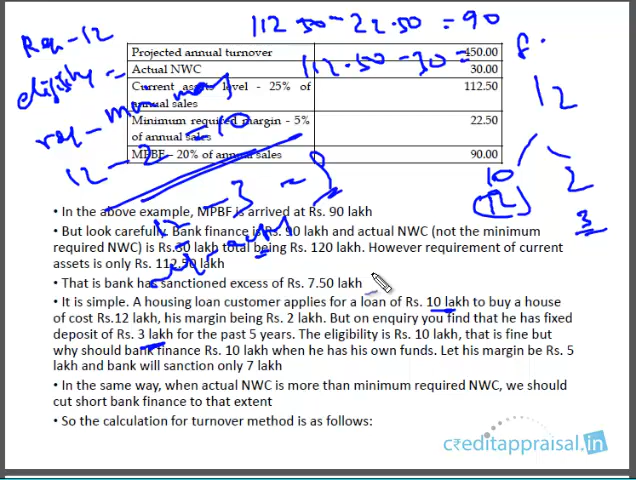 112.50-22.50 = 90
Req - 12
Projected annual turnover 450.00
112.50-30 =
Actual NWC 30.00
Current assets level - 25% of annual sales 112.50
12
Minimum required margin - 5% of annual sales 22.50
MPBF – 20% of annual sales 90.00
12 - 2 = 10
10 2
12 3
12 - 3 = 9
• In the above example, MPBF is arrived at Rs. 90 lakh
• But look carefully. Bank finance is Rs. 90 lakh and actual NWC (not the minimum
required NWC) is Rs.30 lakh total being Rs. 120 lakh. However requirement of current
assets is only Rs. 112.50 lakh
• That is bank has sanctioned excess of Rs. 7.50 lakh
• It is simple. A housing loan customer applies for a loan of Rs. 10 lakh to buy a house
of cost Rs.12 lakh, his margin being Rs. 2 lakh. But on enquiry you find that he has fixed
deposit of Rs. 3 lakh for the past 5 years. The eligibility is Rs. 10 lakh, that is fine but
why should bank finance Rs. 10 lakh when he has his own funds. Let his margin be Rs. 5
lakh and bank will sanction only 7 lakh
• In the same way, when actual NWC is more than minimum required NWC, we should
cut short bank finance to that extent
• So the calculation for turnover method is as follows:
creditappraisal.in